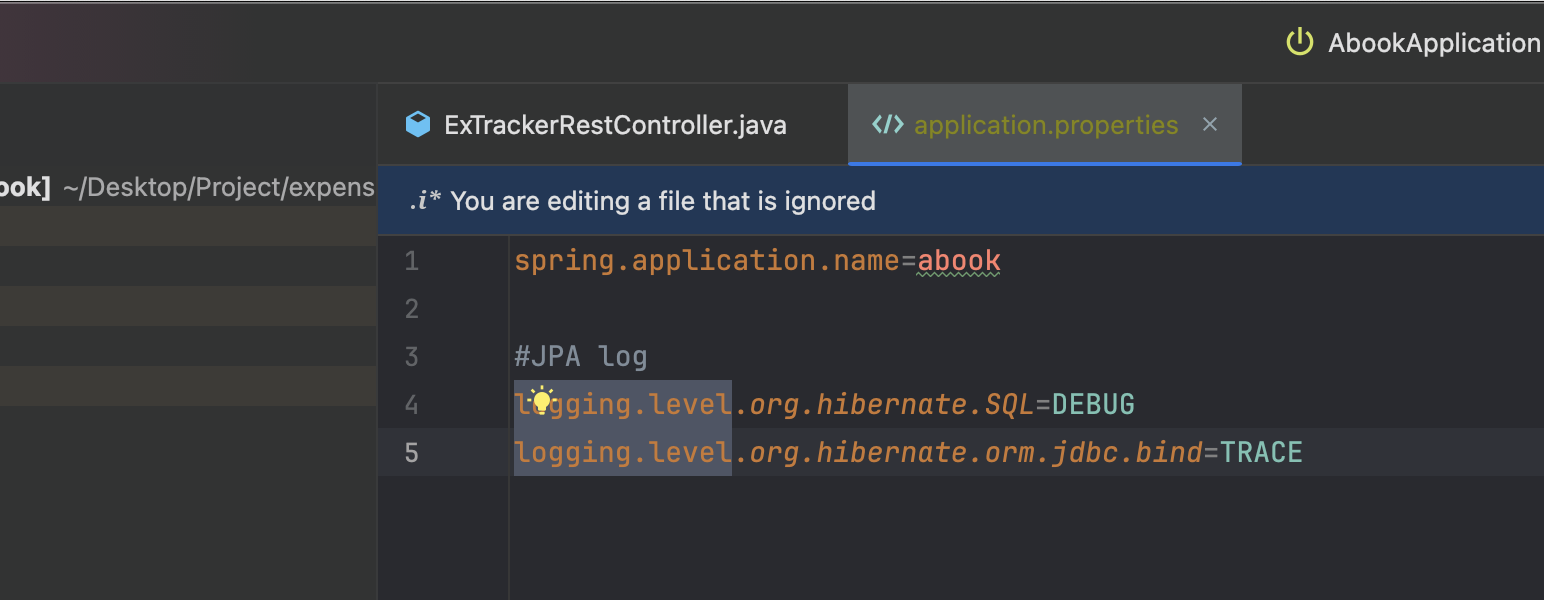 AbookApplication
ExTrackerRestController.java
application.properties
ook] ~/Desktop/Project/expens
.i* You are editing a file that is ignored
1 spring.application.name=abook
2
3 #JPA log
4 logging.level.org.hibernate.SQL=DEBUG
5 logging.level.org.hibernate.orm.jdbc.bind=TRACE